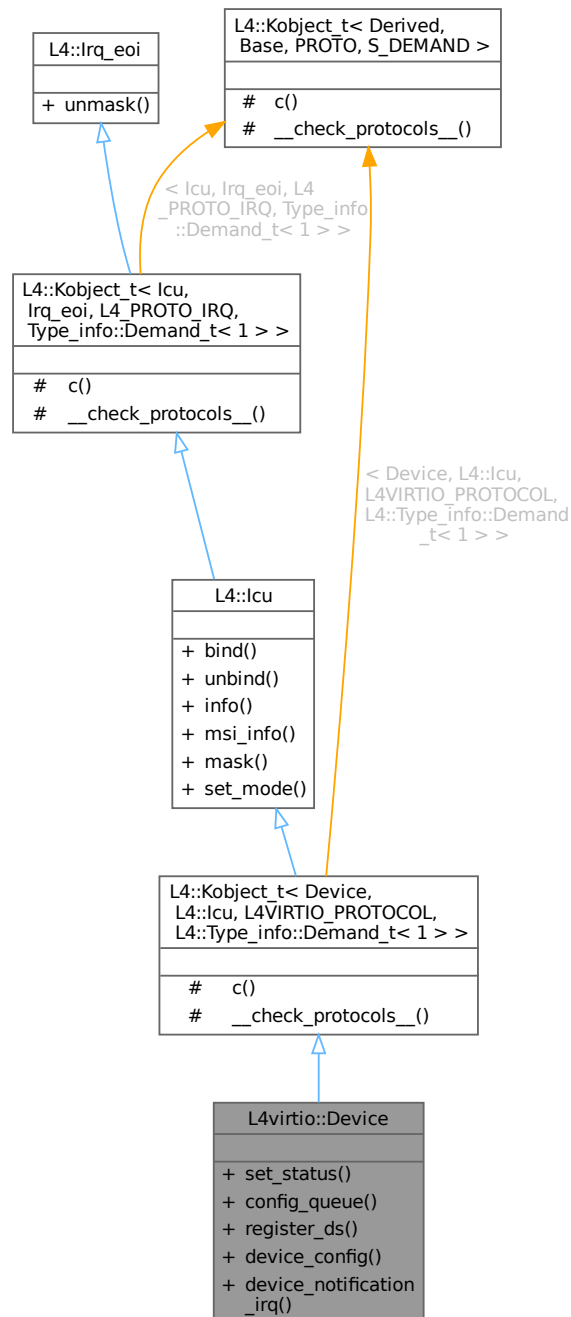 L4::Irq_eoi
+ unmask()
L4::Kobject_t< Derived,
Base, PROTO, S_DEMAND >
# c()
# __check_protocols__()
< Icu, Irq_eoi, L4
_PROTO_IRQ, Type_info
::Demand_t< 1 > >
L4::Kobject_t< Icu,
Irq_eoi, L4_PROTO_IRQ,
Type_info::Demand_t< 1 > >
# c()
# __check_protocols__()
< Device, L4::Icu,
L4VIRTIO_PROTOCOL,
L4::Type_info::Demand
_t< 1 > >
L4::Icu
+ bind()
+ unbind()
+ info()
+ msi_info()
+ mask()
+ set_mode()
L4::Kobject_t< Device,
L4::Icu, L4VIRTIO_PROTOCOL,
L4::Type_info::Demand_t< 1 > >
# c()
# __check_protocols__()
L4virtio::Device
+ set_status()
+ config_queue()
+ register_ds()
+ device_config()
+ device_notification
_irq()